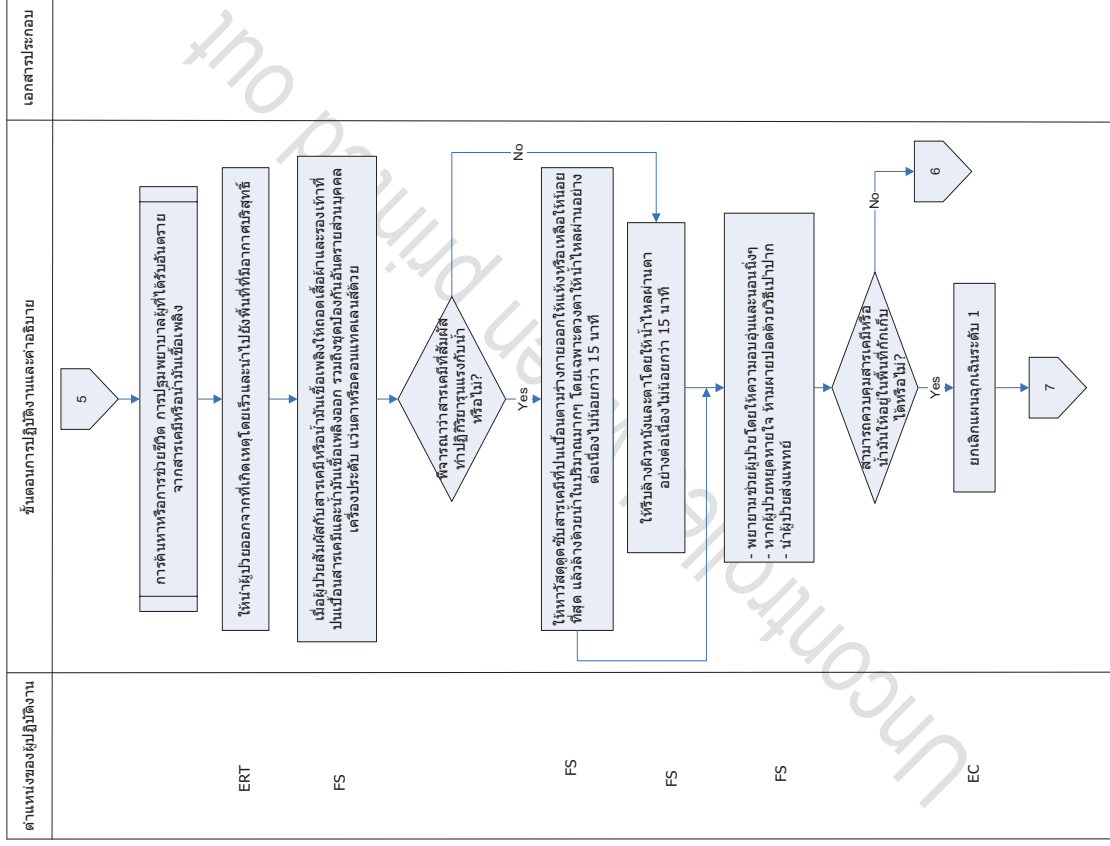 ตำแหน่งของผู้ปฏิบัติงาน
ขั้นตอนการปฏิบัติงานและคำอธิบาย
เอกสารประกอบ
5
การค้นหาหรือการช่วยชีวิต การปฐมพยาบาลผู้ที่ได้รับอันตราย
จากสารเคมีหรือน้ำมันเชื้อเพลิง
ERT
ให้นำผู้ป่วยออกจากที่เกิดเหตุโดยเร็วและนำไปยังพื้นที่ที่มีอากาศบริสุทธิ์
FS
เมื่อผู้ป่วยสัมผัสกับสารเคมีหรือน้ำมันเชื้อเพลิงให้ถอดเสื้อผ้าและรองเท้าที่
ปนเปื้อนสารเคมีและน้ำมันเชื้อเพลิงออก รวมถึงชุดป้องกันอันตรายส่วนบุคคล
เครื่องประดับ แว่นตาหรือคอนแทคเลนส์ด้วย
พิจารณาว่าสารเคมีที่สัมผัส
ทำปฏิกิริยารุนแรงกับน้ำ
หรือไม่?
No
Yes
FS
ให้หาวัสดุดูดซับสารเคมีที่ปนเปื้อนตามร่างกายออกให้แห้งหรือเหลือให้น้อย
ที่สุด แล้วล้างด้วยน้ำในปริมาณมากๆ โดยเฉพาะดวงตาให้น้ำไหลผ่านอย่าง
ต่อเนื่องไม่น้อยกว่า 15 นาที
FS
ให้รีบล้างผิวหนังและตาโดยให้น้ำไหลผ่านตา
อย่างต่อเนื่องไม่น้อยกว่า 15 นาที
FS
- พยายามช่วยผู้ป่วยโดยให้ความอบอุ่นและนอนนิ่งๆ
- หากผู้ป่วยหยุดหายใจ ห้ามผายปอดด้วยวิธีเป่าปาก
- นำผู้ป่วยส่งแพทย์
สามารถควบคุมสารเคมีหรือ
น้ำมันให้อยู่ในพื้นที่กักเก็บ
ได้หรือไม่?
No
6
Yes
EC
ยกเลิกแผนฉุกเฉินระดับ 1
7
Uncontrolled when printed out